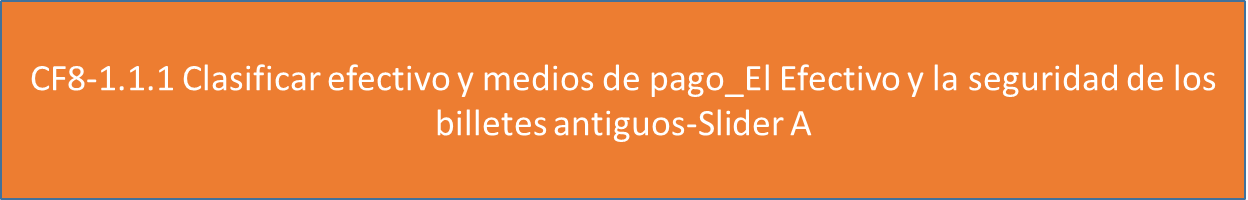 CF8-1.1.1 Clasificar efectivo y medios de pago_El Efectivo y la seguridad de los
billetes antiguos-Slider A